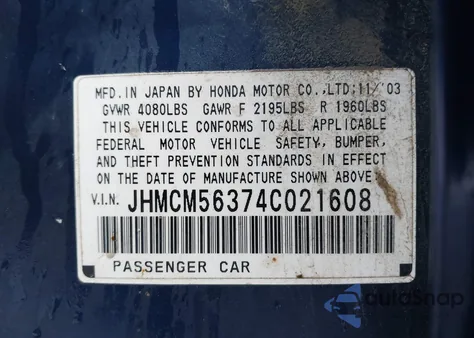 MFD. IN JAPAN BY HONDA MOTOR CO.,LTD;11/'03
GVWR 4080LBS GAWR F 2195LBS R 1960LBS
THIS VEHICLE CONFORMS TO ALL APPLICABLE
FEDERAL MOTOR VEHICLE SAFETY, BUMPER,
AND THEFT PREVENTION STANDARDS IN EFFECT
ON THE DATE OF MANUFACTURE SHOWN ABOVE:
V.I.N. JHMCM56374C021608
PASSENGER CAR
autoSnap